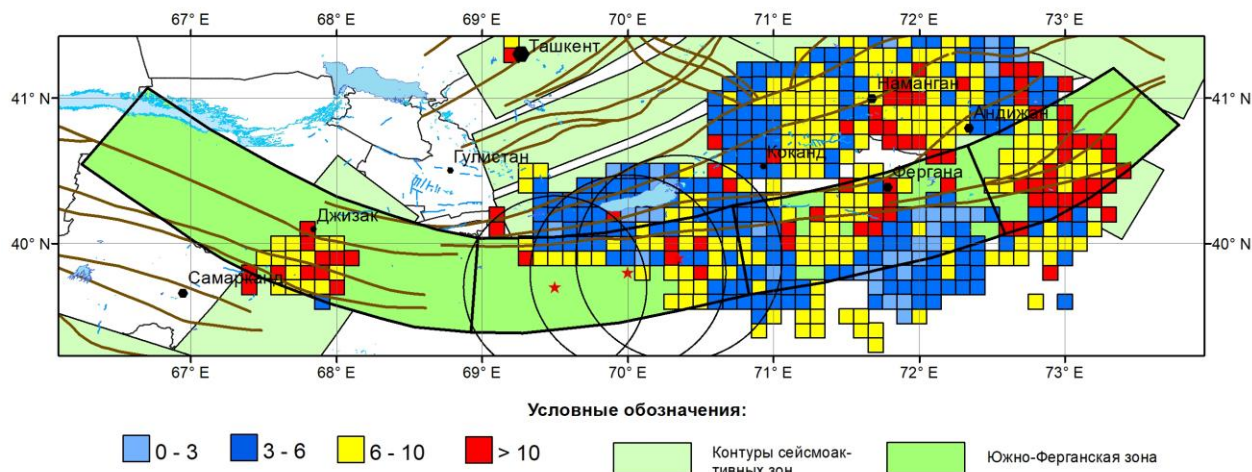 67° E 68° E 69° E 70° E 71° E 72° E 73° E
Ташкент
41° N 41° N
Наманган
Андижан
Гулистан
Коканд
Фергана
Джизак
40° N 40° N
Самарканд
67° E 68° E 69° E 70° E 71° E 72° E 73° E
Условные обозначения:
0 - 3 3 - 6 6 - 10 > 10
Контуры сейсмоак-
тивных зон
Южно-Ферганская зона